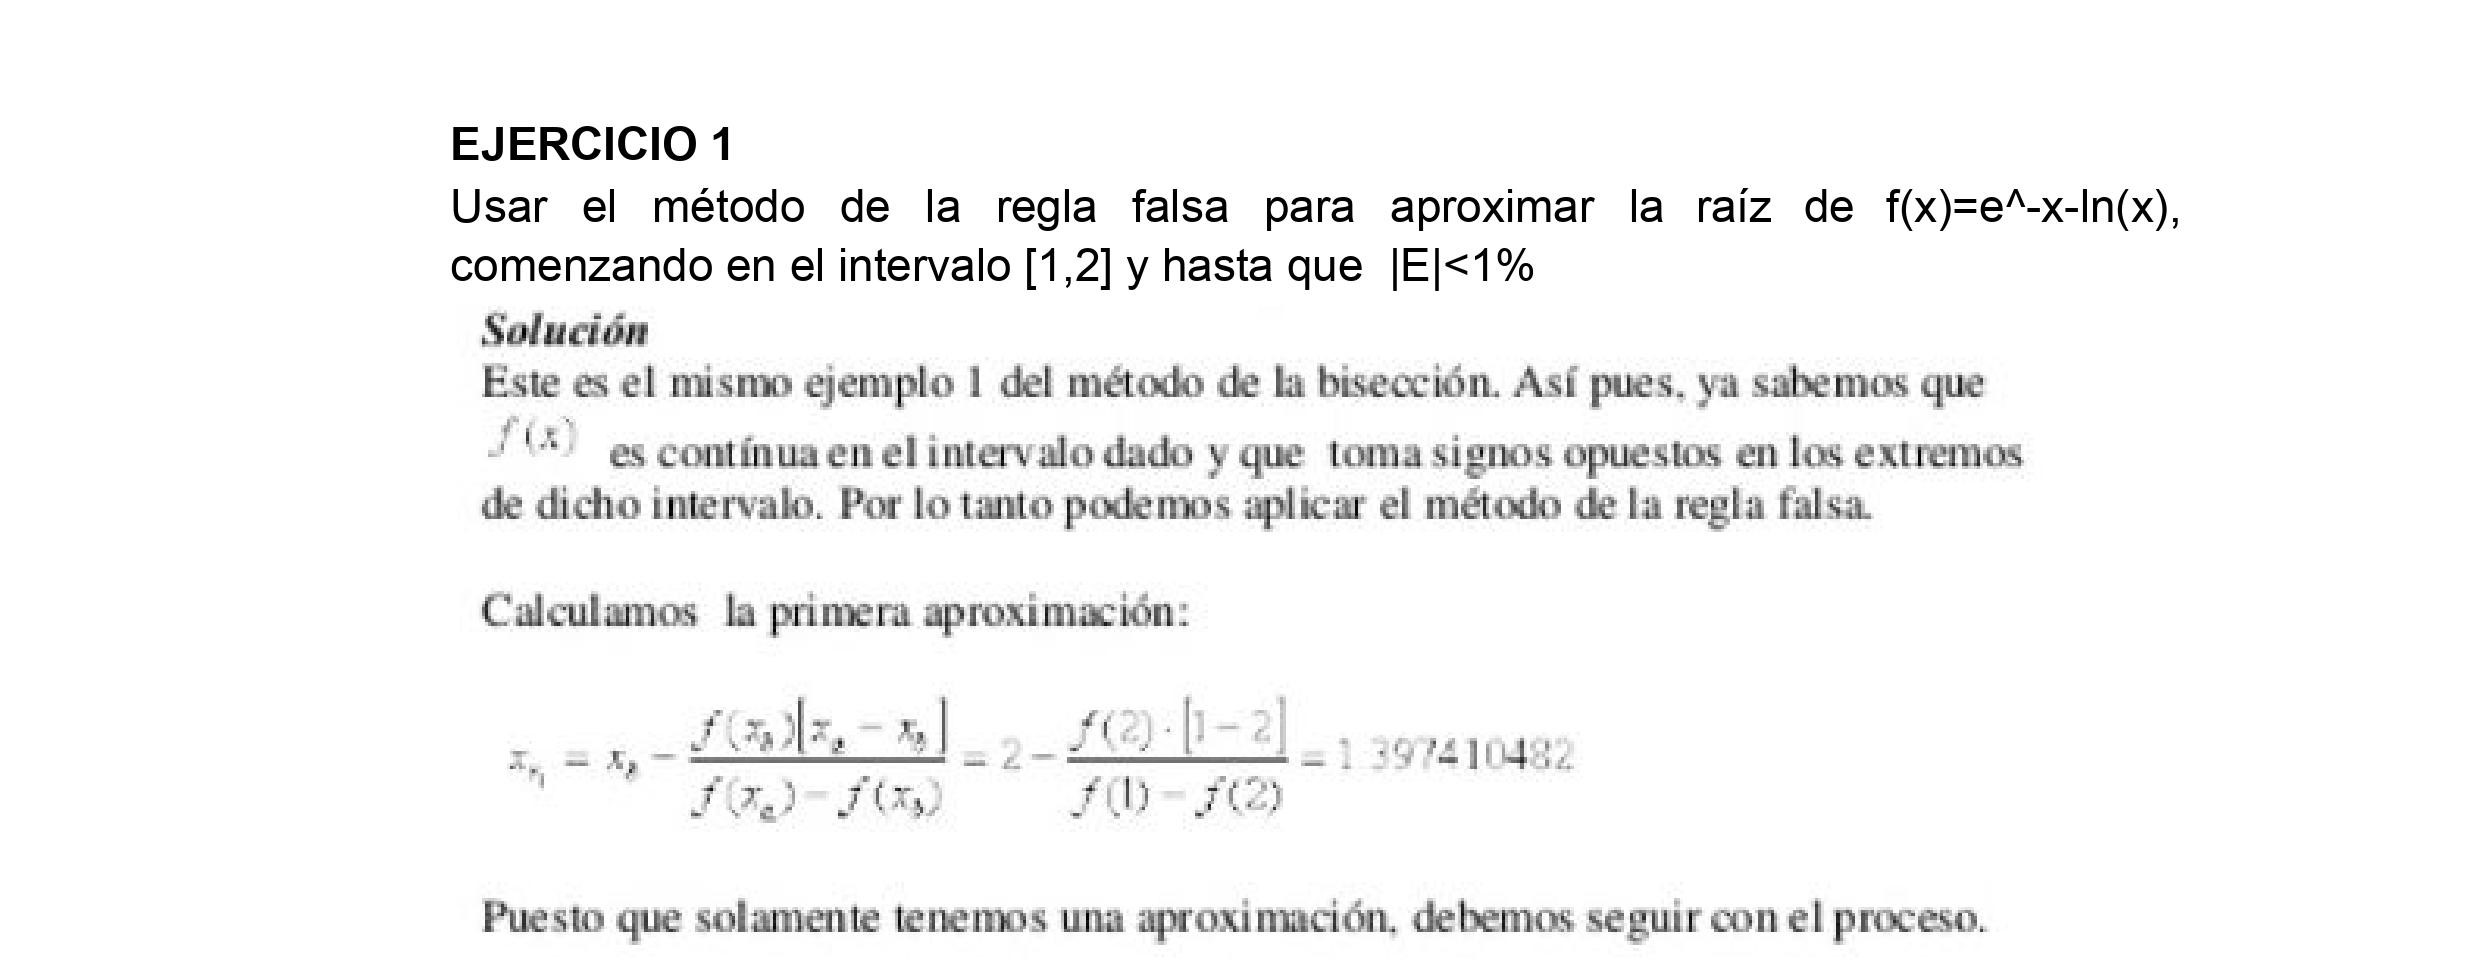 EJERCICIO 1
Usar el método de la regla falsa para aproximar la raíz de f(x)=e^-x-ln(x),
comenzando en el intervalo [1,2] y hasta que |E|<1%
Solución
Este es el mismo ejemplo 1 del método de la bisección. Así pues, ya sabemos que
f(x) es contínua en el intervalo dado y que toma signos opuestos en los extremos
de dicho intervalo. Por lo tanto podemos aplicar el método de la regla falsa.
Calculamos la primera aproximación:
x_{r_1} = x_b - \frac{f(x_b)[x_a - x_b]}{f(x_a) - f(x_b)} = 2 - \frac{f(2) \cdot [1 - 2]}{f(1) - f(2)} = 1.397410482
Puesto que solamente tenemos una aproximación, debemos seguir con el proceso.